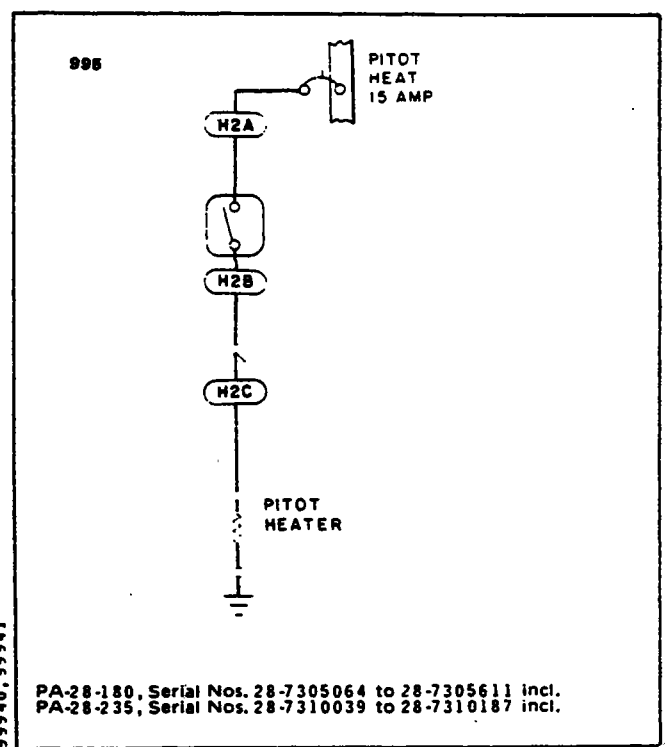 995
PITOT
HEAT
15 AMP
H2A
H2B
H2C
PITOT
HEATER
PA-28-180, Serial Nos. 28-7305064 to 28-7305611 incl.
PA-28-235, Serial Nos. 28-7310039 to 28-7310187 incl.